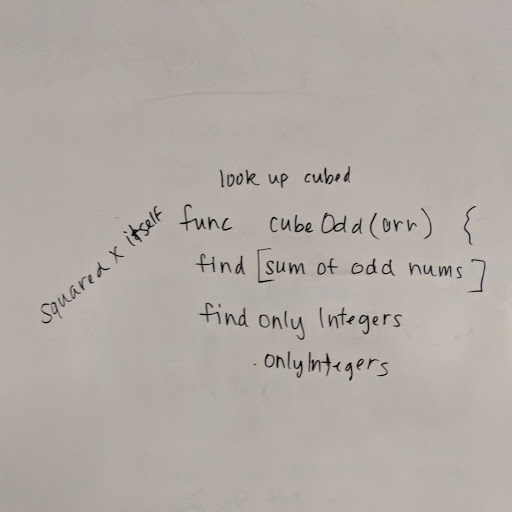 look up cubed
squared x itself
func cubeOdd(arr) {
find [sum of odd nums]
find only Integers
.onlyIntegers